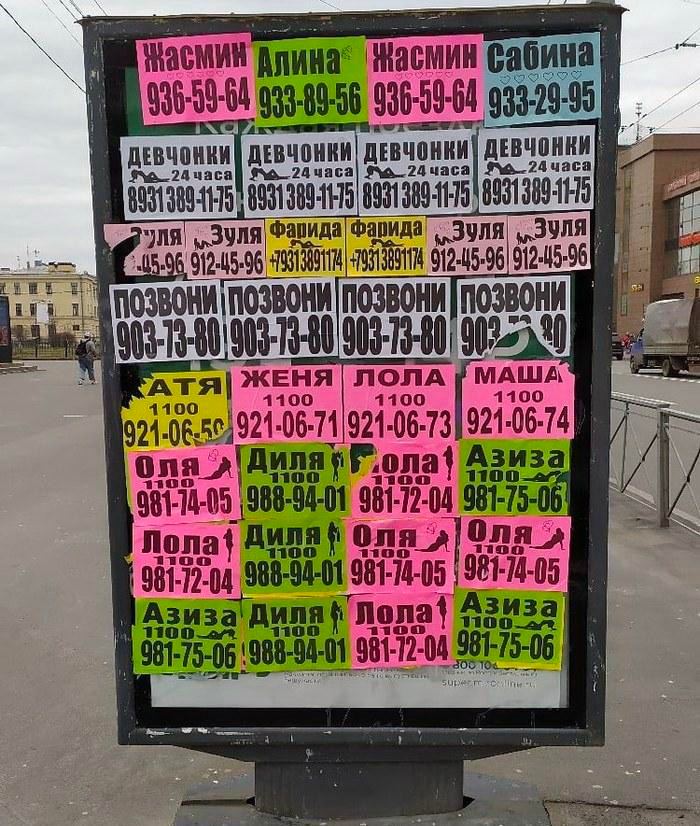 Жасмин
936-59-64
Алина
933-89-56
Жасмин
936-59-64
Сабина
933-29-95
ДЕВЧОНКИ
24 часа
8931 389-11-75
ДЕВЧОНКИ
24 часа
8931 389-11-75
ДЕВЧОНКИ
24 часа
8931 389-11-75
ДЕВЧОНКИ
24 часа
8931 389-11-75
Зуля
-45-96
Зуля
912-45-96
Фарида
+79313891174
Фарида
+79313891174
Зуля
912-45-96
Зуля
912-45-96
ПОЗВОНИ
903-73-80
ПОЗВОНИ
903-73-80
ПОЗВОНИ
903-73-80
ПОЗВОНИ
903 80
АТЯ
1100
921-06-50
ЖЕНЯ
1100
921-06-71
ЛОЛА
1100
921-06-73
МАША
1100
921-06-74
Оля
1100
981-74-05
Диля
1100
988-94-01
ола
1100
981-72-04
Азиза
1100
981-75-06
Лола
1100
981-72-04
Диля
1100
988-94-01
Оля
1100
981-74-05
Оля
1100
981-74-05
Азиза
1100
981-75-06
Диля
1100
988-94-01
Лола
1100
981-72-04
Азиза
1100
981-75-06